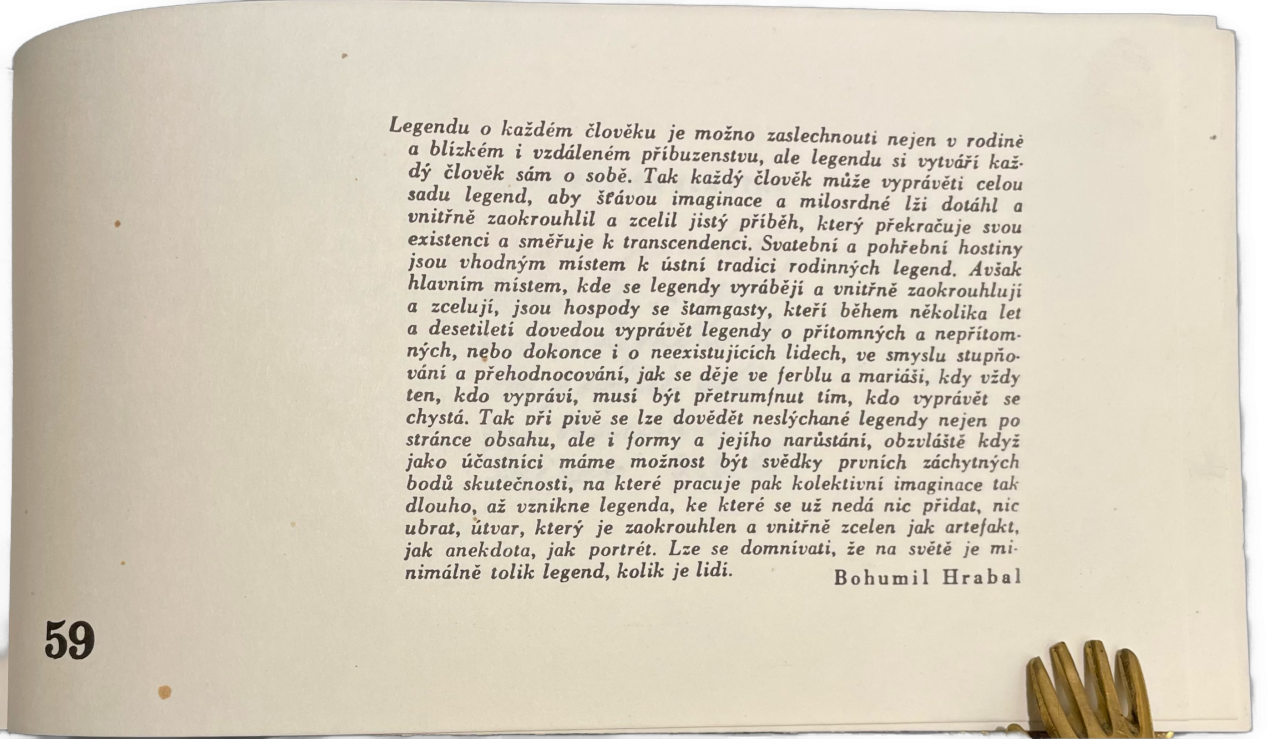 Legendu o každém člověku je možno zaslechnouti nejen v rodině
a blízkém i vzdáleném příbuzenstvu, ale legendu si vytváří kaž-
dý člověk sám o sobě. Tak každý člověk může vyprávěti celou
sadu legend, aby šťávou imaginace a milosrdné lži dotáhl a
vnitřně zaokrouhlil a zcelil jistý příběh, který překračuje svou
existenci a směřuje k transcendenci. Svatební a pohřební hostiny
jsou vhodným místem k ústní tradici rodinných legend. Avšak
hlavním místem, kde se legendy vyrábějí a vnitřně zaokrouhlují
a zcelují, jsou hospody se štamgasty, kteří během několika let
a desetiletí dovedou vyprávět legendy o přítomných a nepřítom-
ných, nebo dokonce i o neexistujících lidech, ve smyslu stupňo-
vání a přehodnocování, jak se děje ve ferblu a mariáši, kdy vždy
ten, kdo vypráví, musí být přetrumfnut tím, kdo vyprávět se
chystá. Tak při pivě se lze dovědět neslýchané legendy nejen po
stránce obsahu, ale i formy a jejího narůstání, obzvláště když
jako účastníci máme možnost být svědky prvních záchytných
bodů skutečnosti, na které pracuje pak kolektivní imaginace tak
dlouho, až vznikne legenda, ke které se už nedá nic přidat, nic
ubrat, útvar, který je zaokrouhlen a vnitřně zcelen jak artefakt,
jak anekdota, jak portrét. Lze se domnívati, že na světě je mi-
nimálně tolik legend, kolik je lidí.
Bohumil Hrabal
59